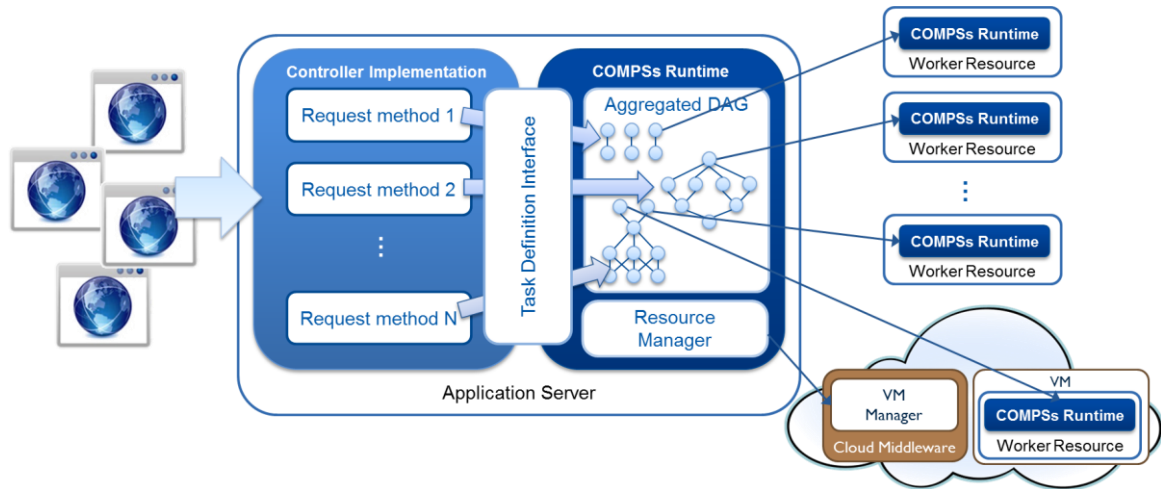 Controller Implementation
Request method 1
Request method 2
⋮
Request method N
Task Definition Interface
COMPSs Runtime
Aggregated DAG
Resource
Manager
Application Server
COMPSs Runtime
Worker Resource
COMPSs Runtime
Worker Resource
⋮
COMPSs Runtime
Worker Resource
VM
Manager
Cloud Middleware
VM
COMPSs Runtime
Worker Resource